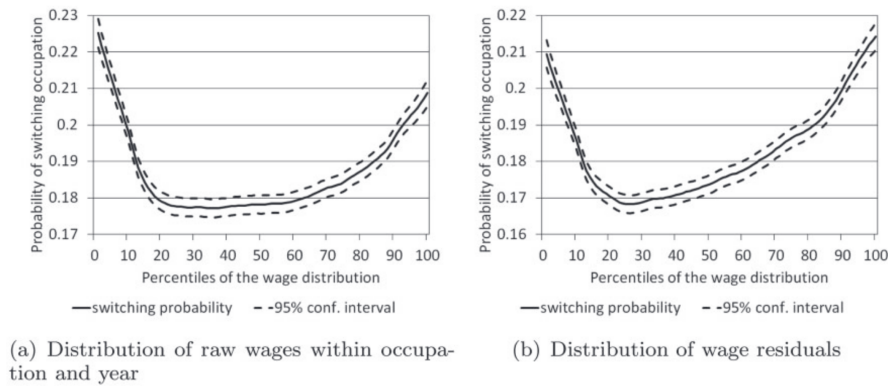 0.23
0.22
0.21
0.2
0.19
0.18
0.17
Probability of switching occupation
0 10 20 30 40 50 60 70 80 90 100
Percentiles of the wage distribution
switching probability - -95% conf. interval
(a) Distribution of raw wages within occupa-
tion and year
0.22
0.21
0.2
0.19
0.18
0.17
0.16
Probability of switching occupation
0 10 20 30 40 50 60 70 80 90 100
Percentiles of the wage distribution
switching probability - -95% conf. interval
(b) Distribution of wage residuals